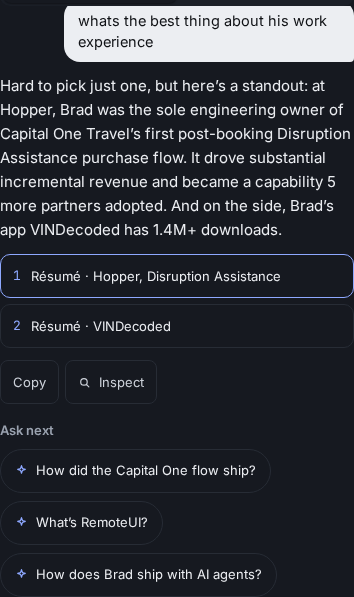 whats the best thing about his work
experience
Hard to pick just one, but here’s a standout: at
Hopper, Brad was the sole engineering owner of
Capital One Travel’s first post-booking Disruption
Assistance purchase flow. It drove substantial
incremental revenue and became a capability 5
more partners adopted. And on the side, Brad’s
app VINDecoded has 1.4M+ downloads.
1 Résumé · Hopper, Disruption Assistance
2 Résumé · VINDecoded
Copy
Inspect
Ask next
How did the Capital One flow ship?
What’s RemoteUI?
How does Brad ship with AI agents?